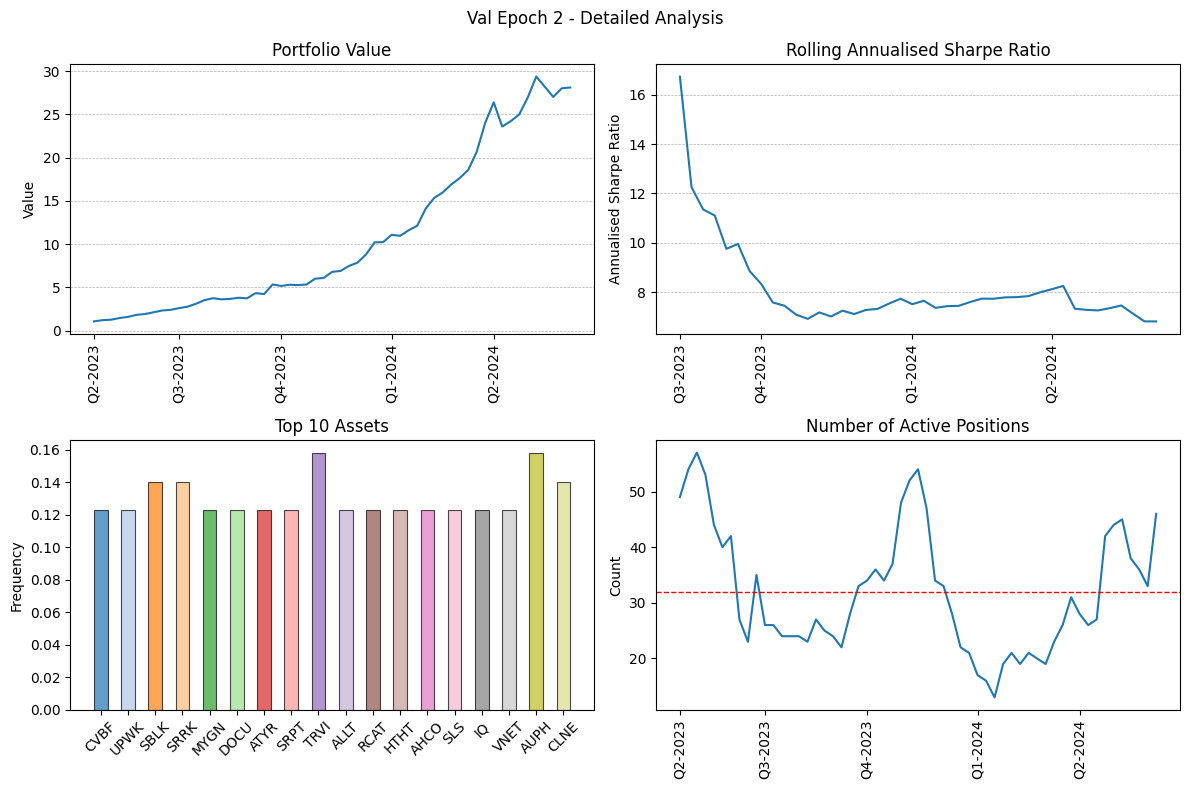 Val Epoch 2 - Detailed Analysis
Portfolio Value
Value
30
25
20
15
10
5
0
Q2-2023
Q3-2023
Q4-2023
Q1-2024
Q2-2024
Rolling Annualised Sharpe Ratio
Annualised Sharpe Ratio
16
14
12
10
8
Q3-2023
Q4-2023
Q1-2024
Q2-2024
Top 10 Assets
Frequency
0.16
0.14
0.12
0.10
0.08
0.06
0.04
0.02
0.00
CVBF
UPWK
SBLK
SRRK
MYGN
DOCU
ATYR
SRPT
TRVI
ALLT
RCAT
HTHT
AHCO
SLS
IQ
VNET
AUPH
CLNE
Number of Active Positions
Count
50
40
30
20
Q2-2023
Q3-2023
Q4-2023
Q1-2024
Q2-2024